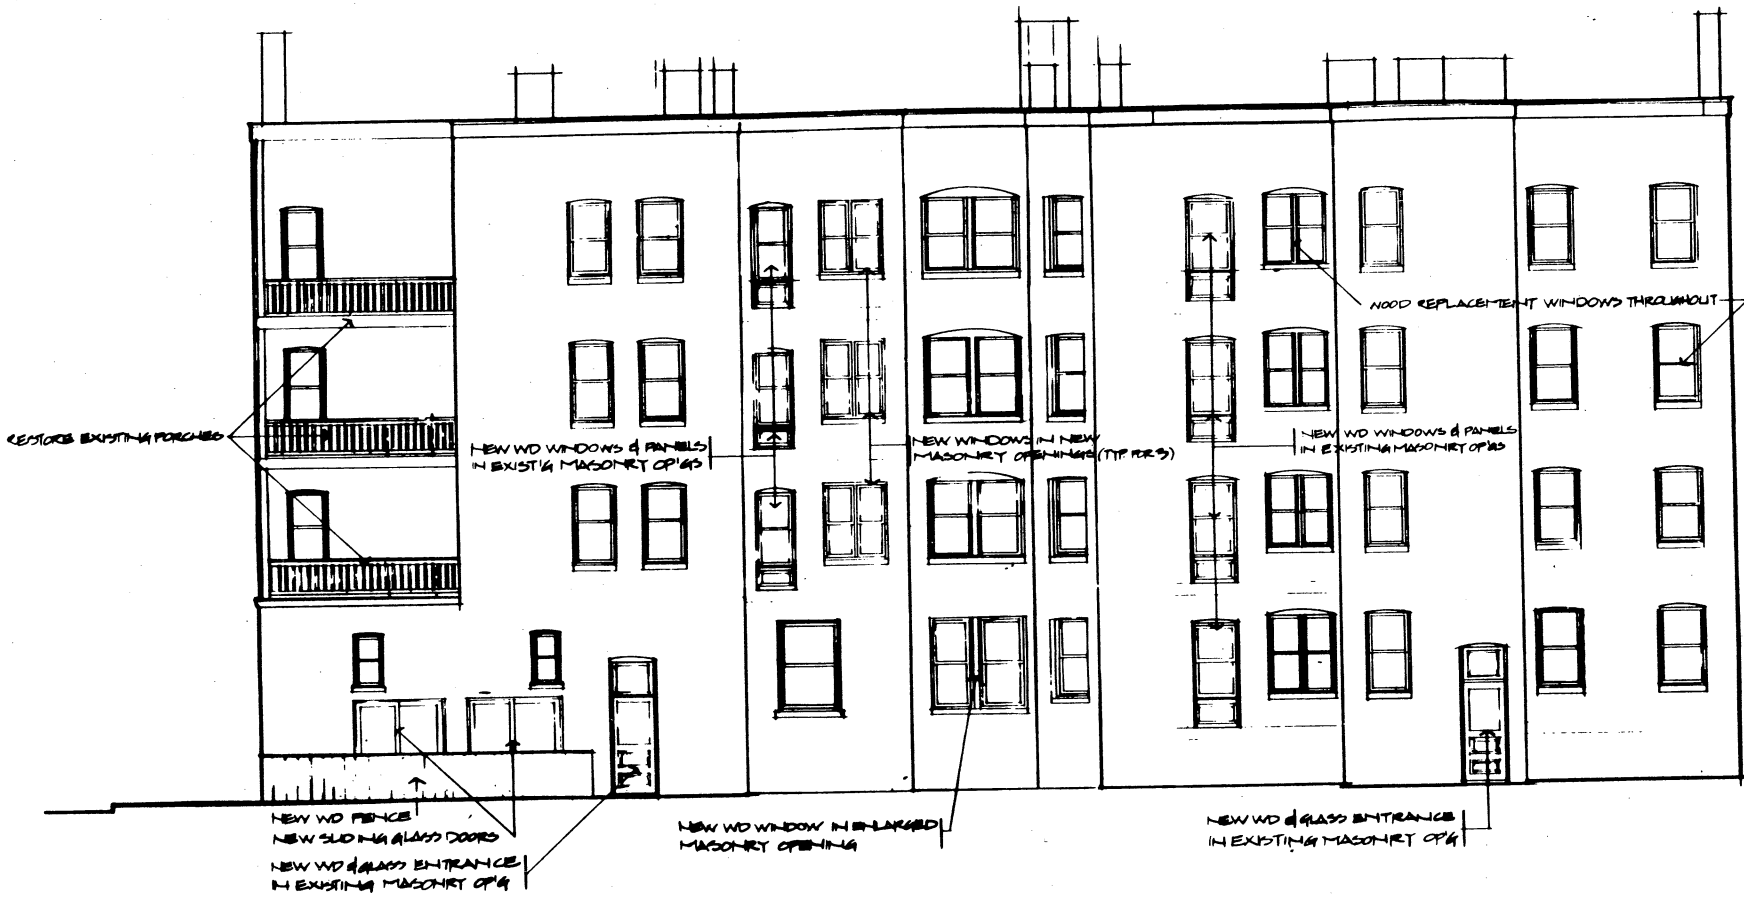 WOOD REPLACEMENT WINDOWS THROUGHOUT
RESTORE EXISTING PORCHES
NEW WD WINDOWS & PANELS
IN EXIST'G MASONRY OP'GS
NEW WINDOWS IN NEW
MASONRY OPENINGS (TYP. FOR 3)
NEW WD WINDOWS & PANELS
IN EXISTING MASONRY OP'GS
NEW WD FENCE
NEW SLIDING GLASS DOORS
NEW WD & GLASS ENTRANCE
IN EXISTING MASONRY OP'G
NEW WD WINDOW IN ENLARGED
MASONRY OPENING
NEW WD & GLASS ENTRANCE
IN EXISTING MASONRY OP'G